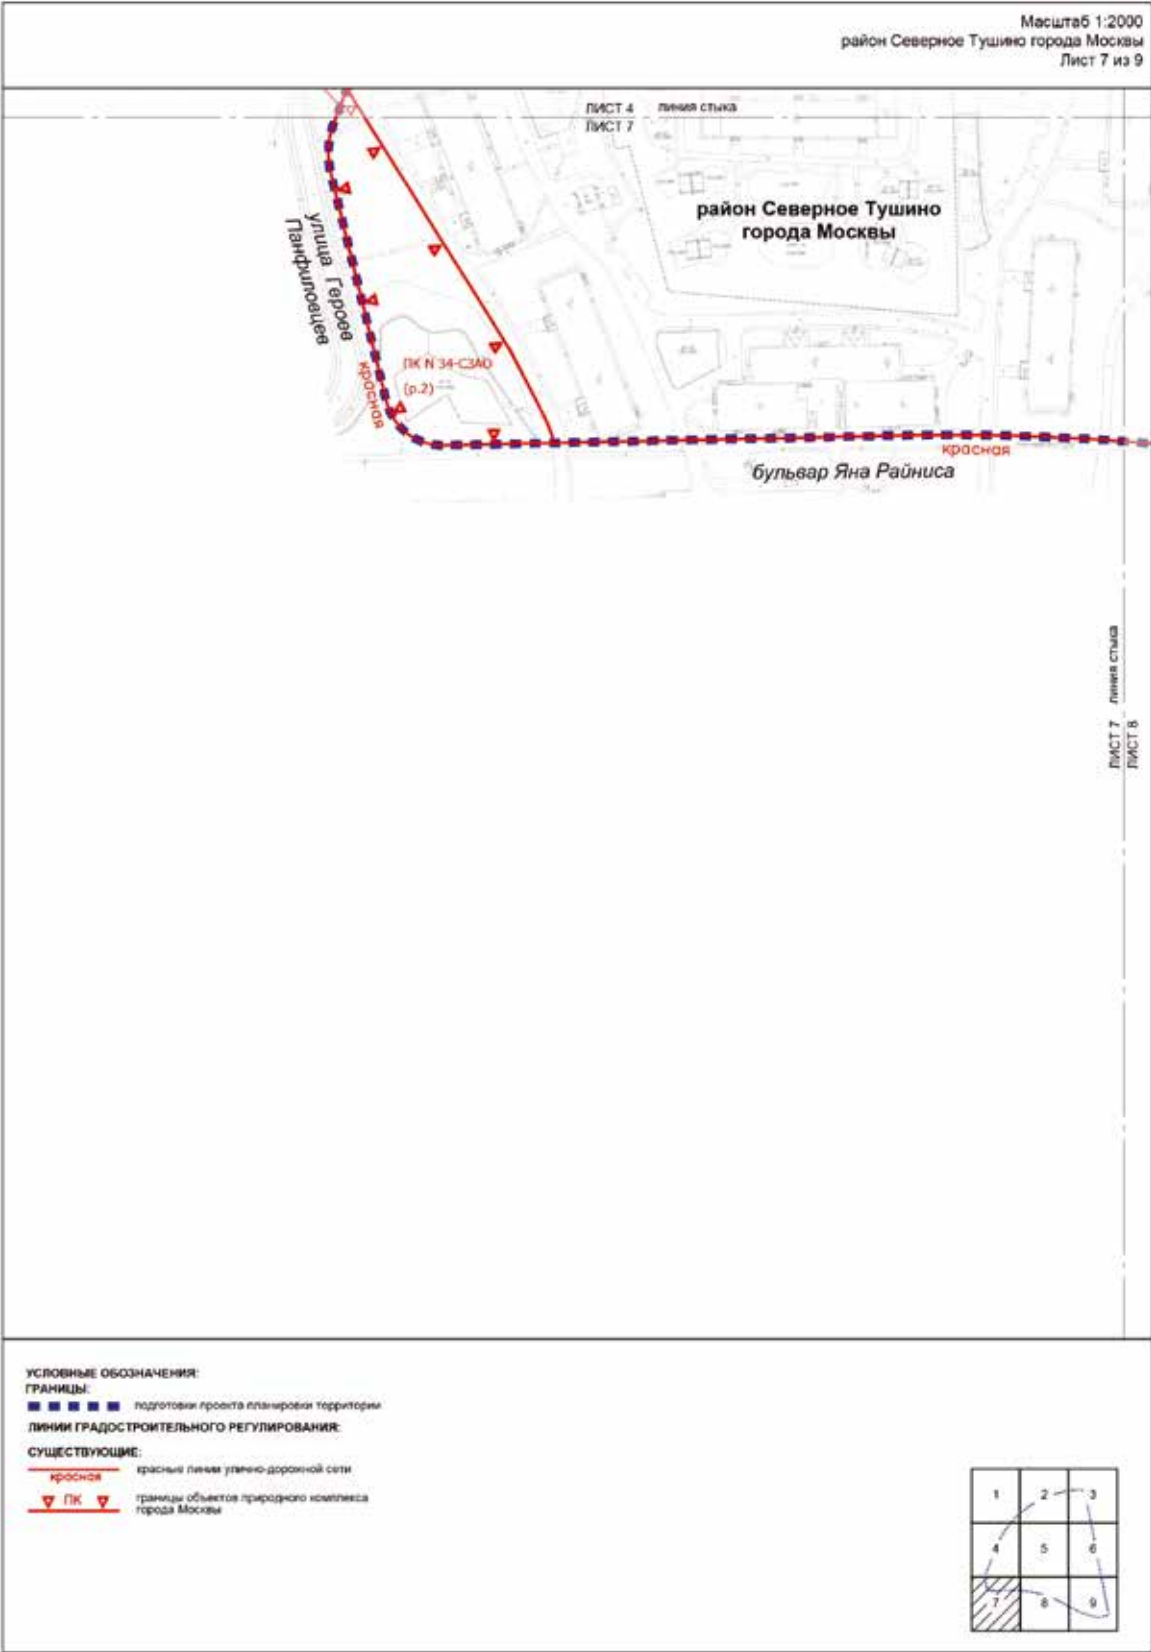 Масштаб 1:2000
район Северное Тушино города Москвы
Лист 7 из 9
ЛИСТ 4 линия стыка
ЛИСТ 7
район Северное Тушино
города Москвы
улица Героев
Панфиловцев
красная
ПК N 34-СЗАО
(р.2)
красная
бульвар Яна Райниса
линия стыка
ЛИСТ 7
ЛИСТ 8
УСЛОВНЫЕ ОБОЗНАЧЕНИЯ:
ГРАНИЦЫ:
подготовки проекта планировки территории
ЛИНИИ ГРАДОСТРОИТЕЛЬНОГО РЕГУЛИРОВАНИЯ:
СУЩЕСТВУЮЩИЕ:
красная красные линии улично-дорожной сети
ПК границы объектов природного комплекса
города Москвы
1 2 3
4 5 6
7 8 9